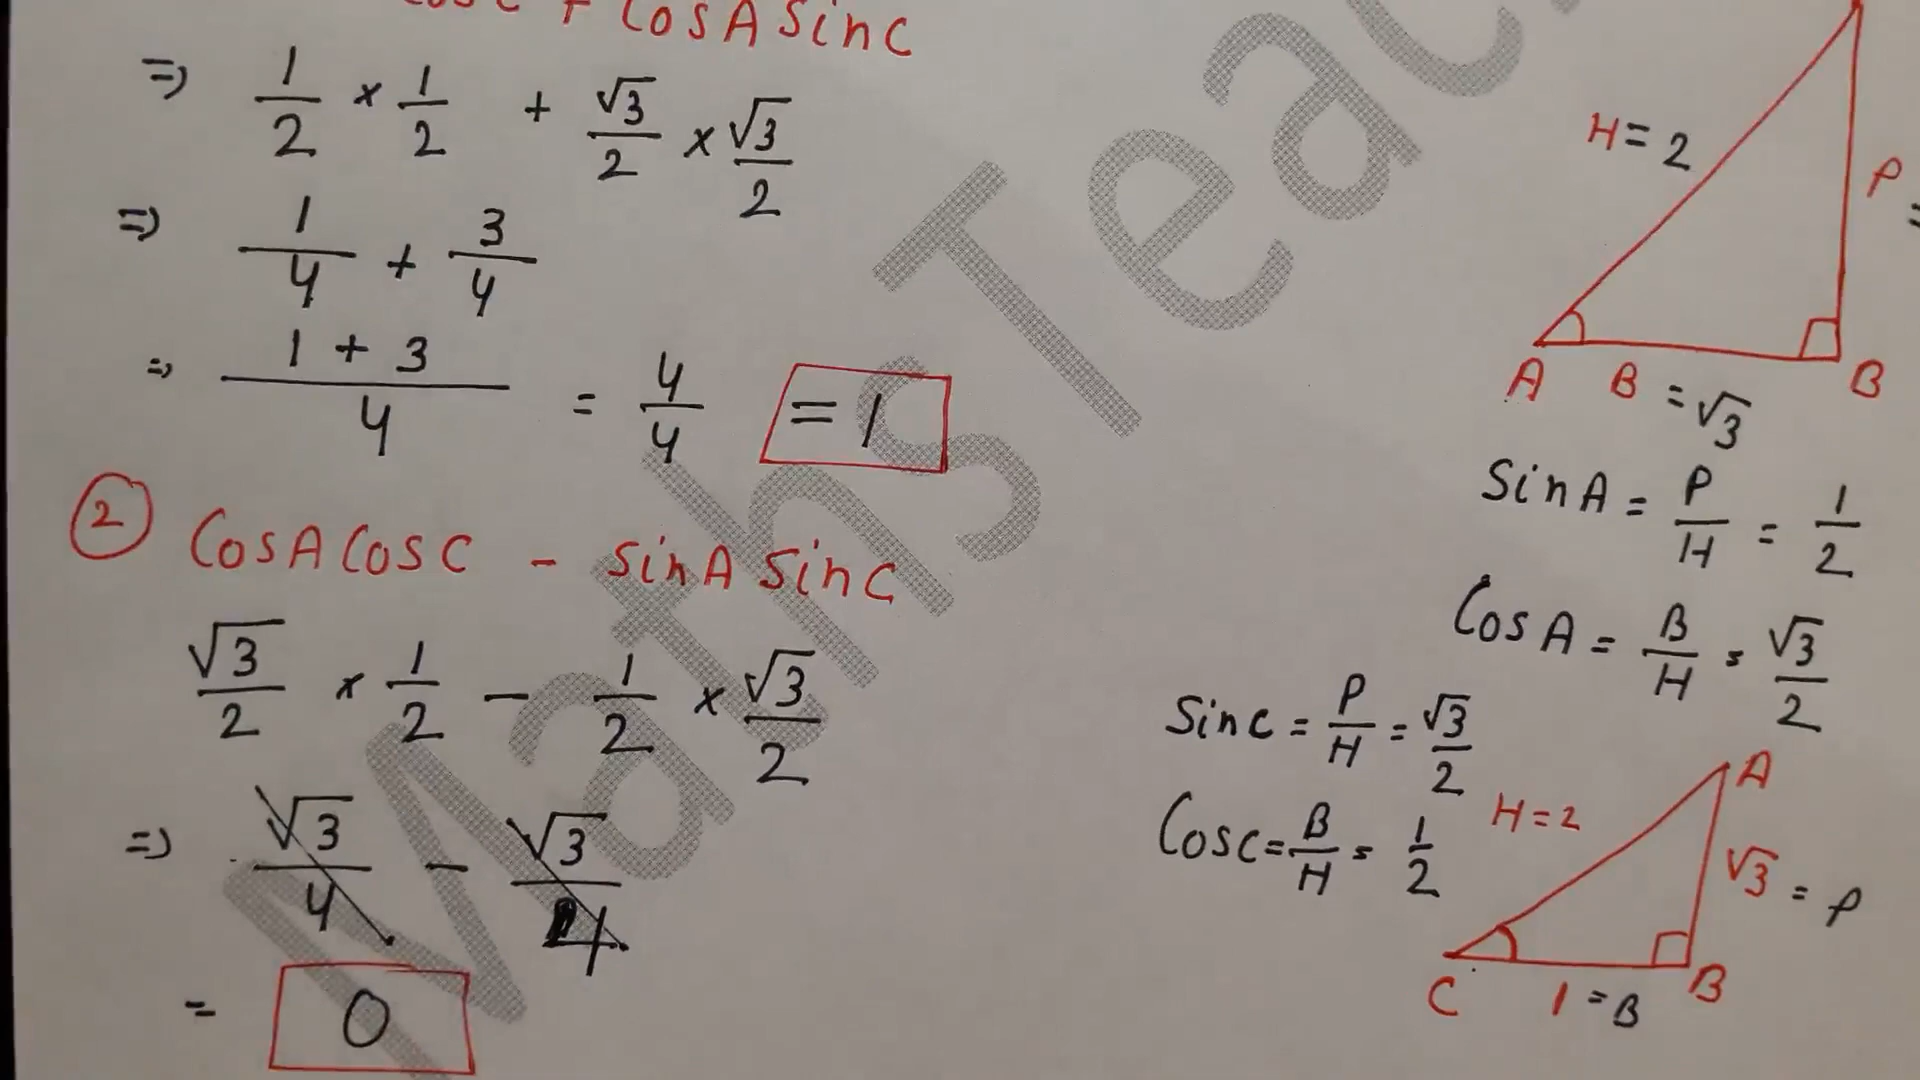 CosC + CosA SinC
=> 1/2 × 1/2 + √3/2 × √3/2
=> 1/4 + 3/4
=> 1 + 3 / 4 = 4/4 = 1
② CosA CosC - SinA SinC
√3/2 × 1/2 - 1/2 × √3/2
=> √3/4 - √3/4
= 0
H = 2
P =
A B = √3 B
SinA = P/H = 1/2
CosA = B/H = √3/2
SinC = P/H = √3/2
CosC = B/H = 1/2
A
H = 2
√3 = P
C 1 = B B
Maths Teac